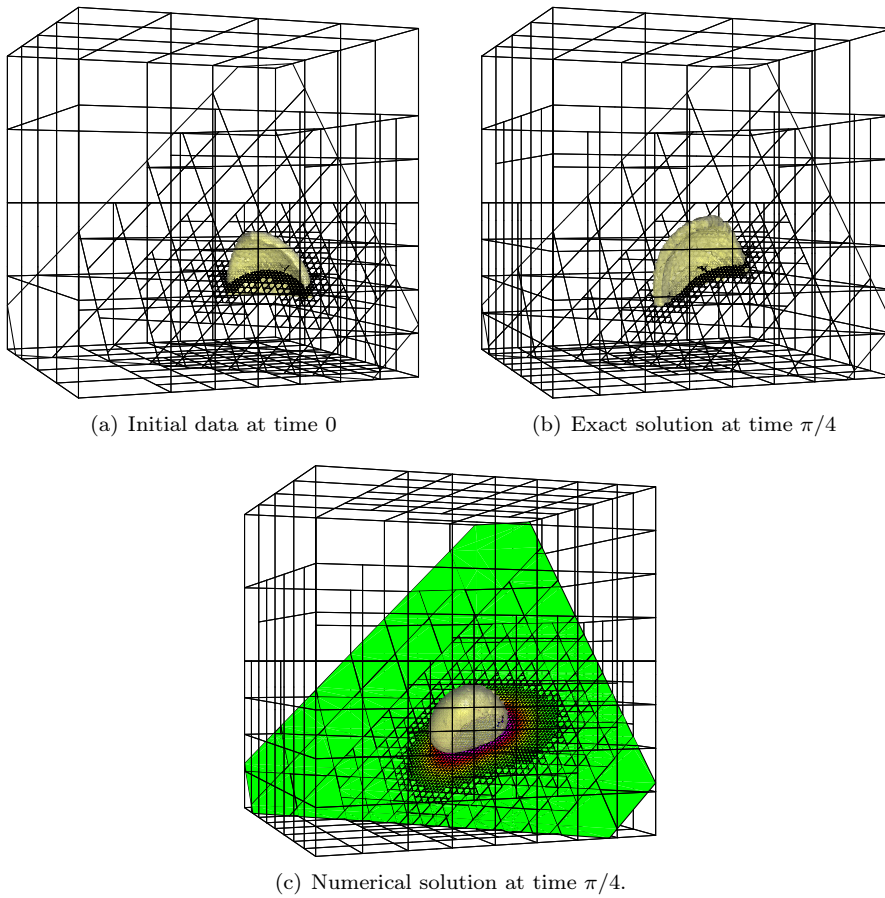 (a) Initial data at time 0
(b) Exact solution at time π/4
(c) Numerical solution at time π/4.